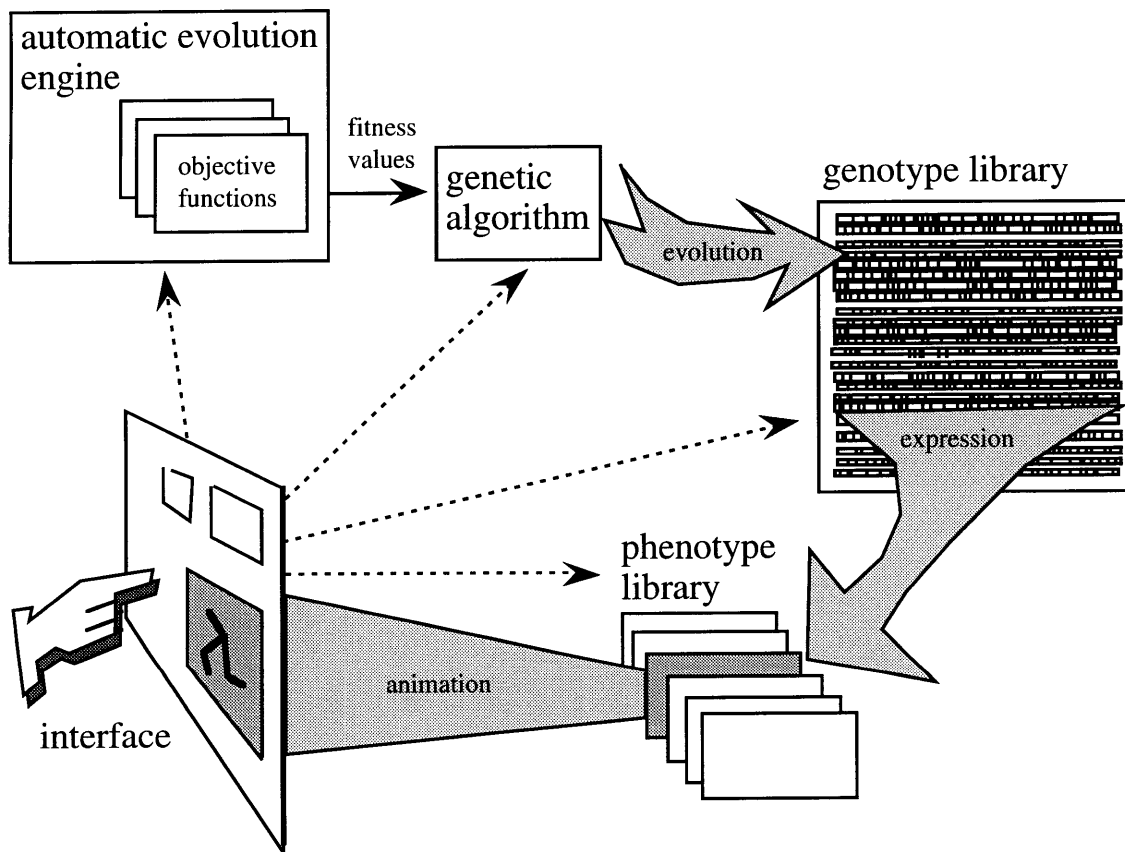 automatic evolution
engine
objective
functions
fitness
values
genetic
algorithm
evolution
genotype library
expression
phenotype
library
animation
interface